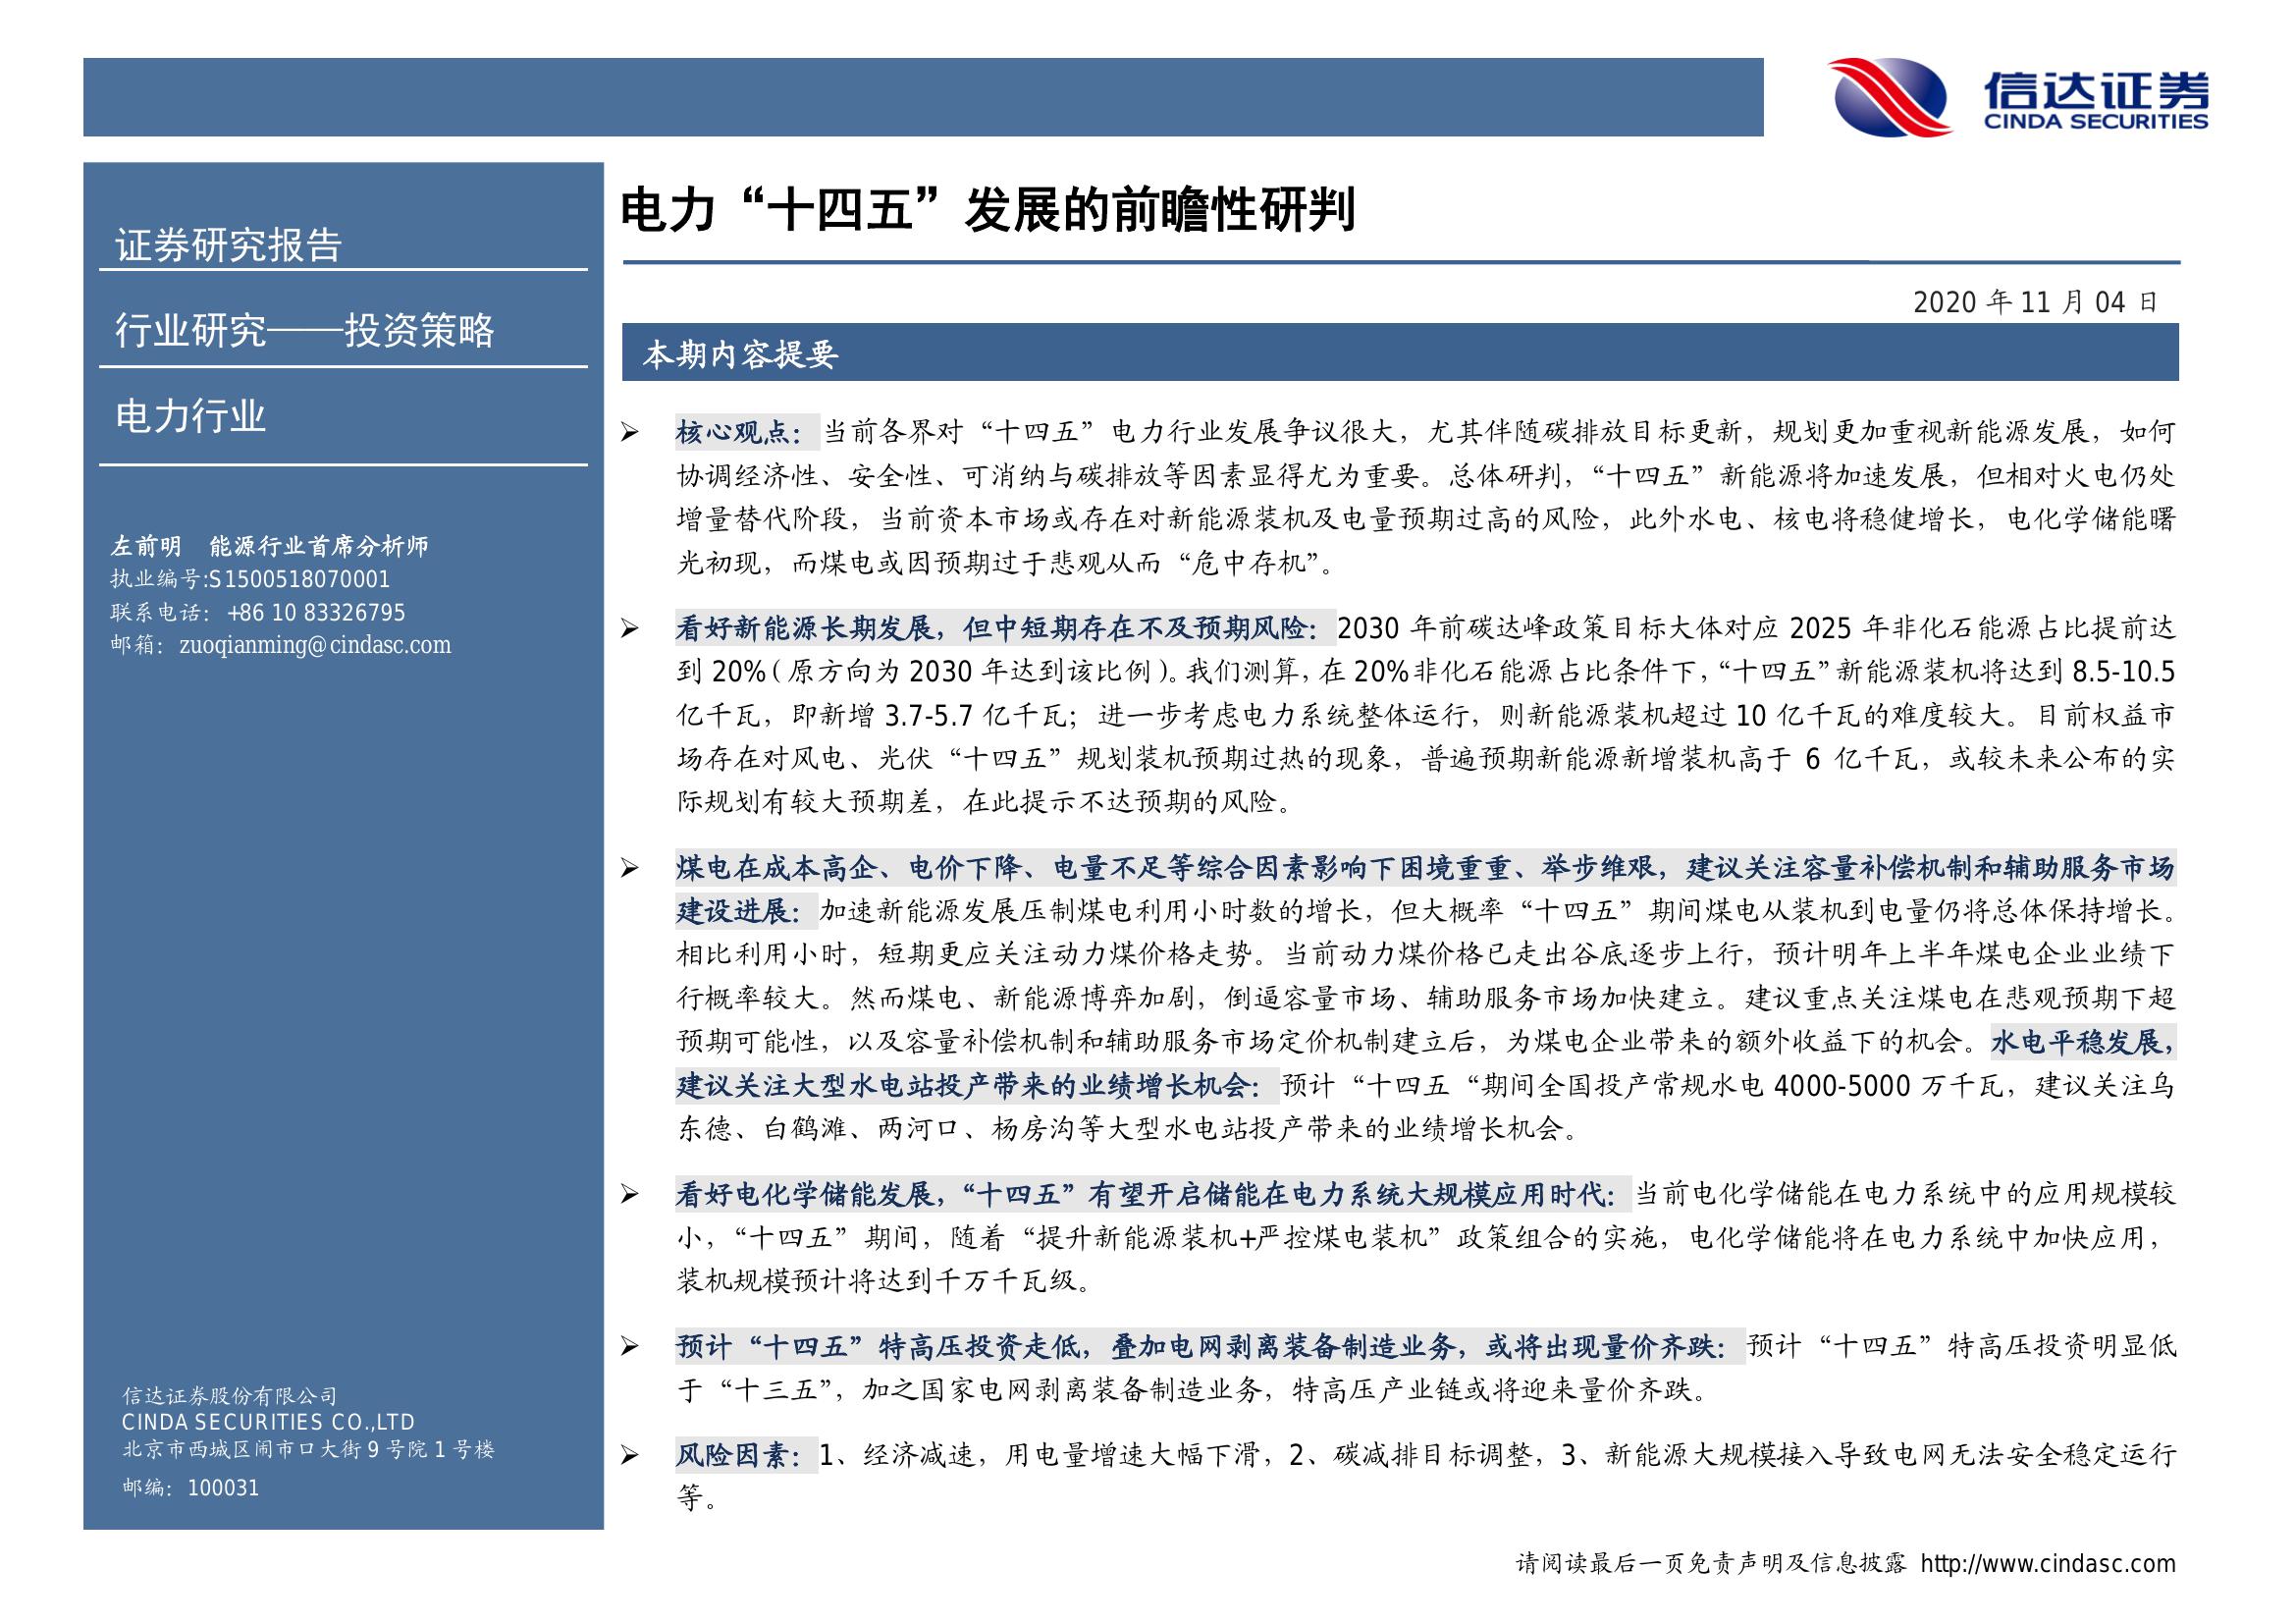 信达证券
CINDA SECURITIES
证券研究报告
行业研究——投资策略
电力行业
左前明 能源行业首席分析师
执业编号:S1500518070001
联系电话：+86 10 83326795
邮箱：zuoqianming@cindasc.com
信达证券股份有限公司
CINDA SECURITIES CO.,LTD
北京市西城区闹市口大街9号院1号楼
邮编：100031
电力“十四五”发展的前瞻性研判
2020 年 11 月 04 日
本期内容提要
➢ 核心观点：当前各界对“十四五”电力行业发展争议很大，尤其伴随碳排放目标更新，规划更加重视新能源发展，如何
协调经济性、安全性、可消纳与碳排放等因素显得尤为重要。总体研判，“十四五”新能源将加速发展，但相对火电仍处
增量替代阶段，当前资本市场或存在对新能源装机及电量预期过高的风险，此外水电、核电将稳健增长，电化学储能曙
光初现，而煤电或因预期过于悲观从而“危中存机”。
➢ 看好新能源长期发展，但中短期存在不及预期风险：2030 年前碳达峰政策目标大体对应 2025 年非化石能源占比提前达
到 20%（原方向为 2030 年达到该比例）。我们测算，在 20%非化石能源占比条件下，“十四五”新能源装机将达到 8.5-10.5
亿千瓦，即新增 3.7-5.7 亿千瓦；进一步考虑电力系统整体运行，则新能源装机超过 10 亿千瓦的难度较大。目前权益市
场存在对风电、光伏“十四五”规划装机预期过热的现象，普遍预期新能源新增装机高于 6 亿千瓦，或较未来公布的实
际规划有较大预期差，在此提示不达预期的风险。
➢ 煤电在成本高企、电价下降、电量不足等综合因素影响下困境重重、举步维艰，建议关注容量补偿机制和辅助服务市场
建设进展：加速新能源发展压制煤电利用小时数的增长，但大概率“十四五”期间煤电从装机到电量仍将总体保持增长。
相比利用小时，短期更应关注动力煤价格走势。当前动力煤价格已走出谷底逐步上行，预计明年上半年煤电企业业绩下
行概率较大。然而煤电、新能源博弈加剧，倒逼容量市场、辅助服务市场加快建立。建议重点关注煤电在悲观预期下超
预期可能性，以及容量补偿机制和辅助服务市场定价机制建立后，为煤电企业带来的额外收益下的机会。水电平稳发展，
建议关注大型水电站投产带来的业绩增长机会：预计“十四五“期间全国投产常规水电 4000-5000 万千瓦，建议关注乌
东德、白鹤滩、两河口、杨房沟等大型水电站投产带来的业绩增长机会。
➢ 看好电化学储能发展，“十四五”有望开启储能在电力系统大规模应用时代：当前电化学储能在电力系统中的应用规模较
小，“十四五”期间，随着“提升新能源装机+严控煤电装机”政策组合的实施，电化学储能将在电力系统中加快应用，
装机规模预计将达到千万千瓦级。
➢ 预计“十四五”特高压投资走低，叠加电网剥离装备制造业务，或将出现量价齐跌：预计“十四五”特高压投资明显低
于“十三五”，加之国家电网剥离装备制造业务，特高压产业链或将迎来量价齐跌。
➢ 风险因素：1、经济减速，用电量增速大幅下滑，2、碳减排目标调整，3、新能源大规模接入导致电网无法安全稳定运行
等。
请阅读最后一页免责声明及信息披露 http://www.cindasc.com